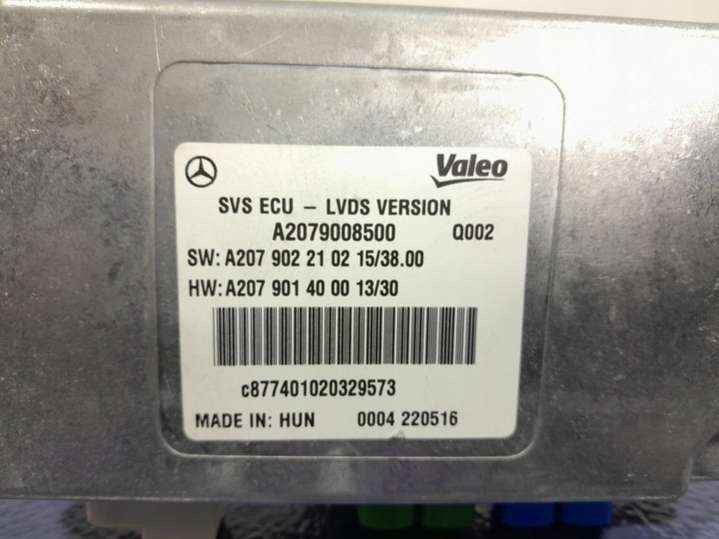 Valeo
SVS ECU – LVDS VERSION
A2079008500 Q002
SW: A207 902 21 02 15/38.00
HW: A207 901 40 00 13/30
c877401020329573
MADE IN: HUN 0004 220516